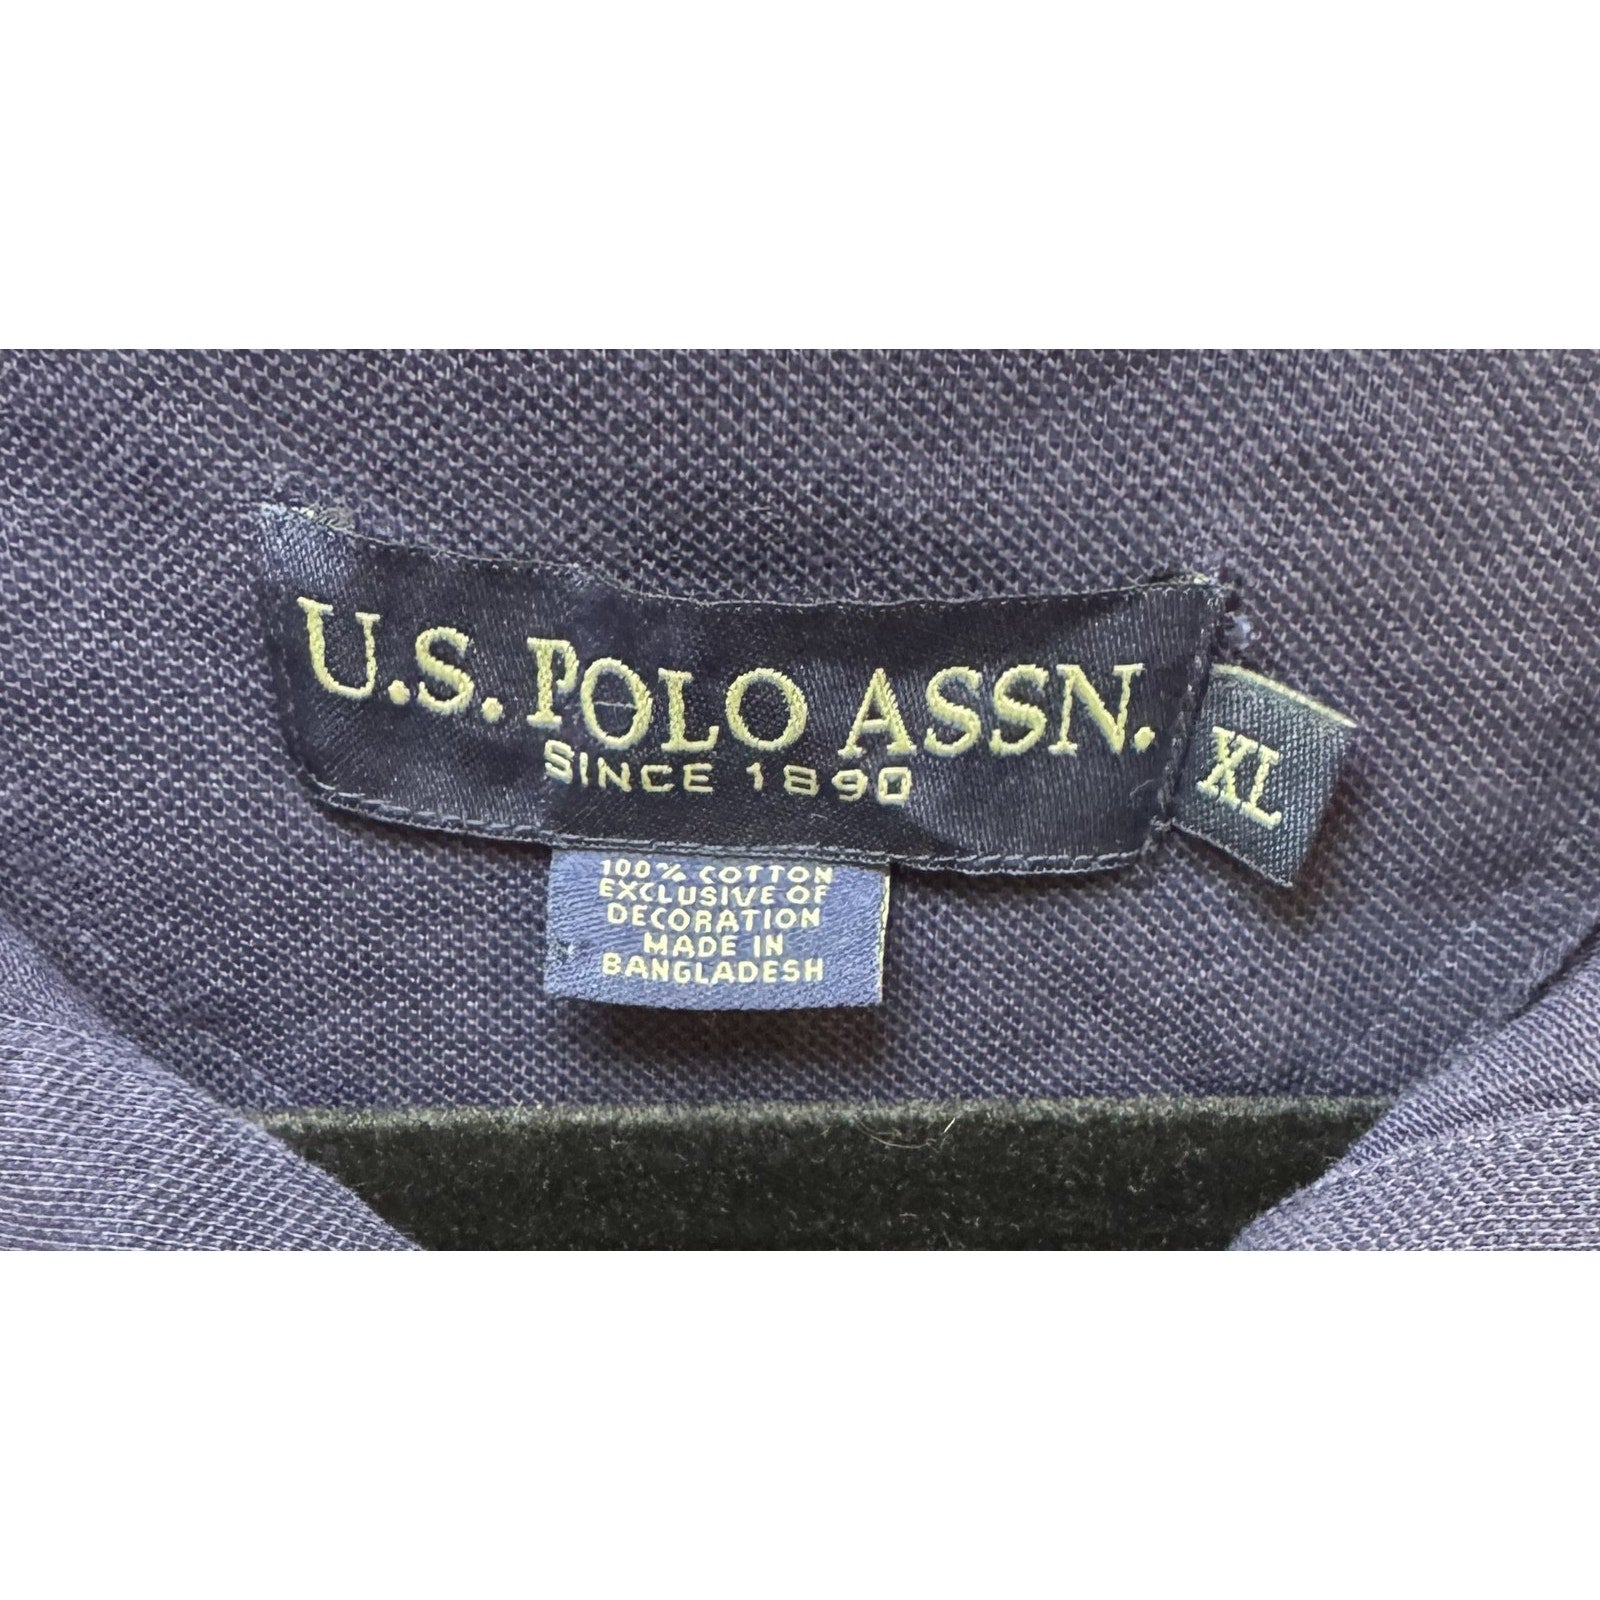 U.S. POLO ASSN.
SINCE 1890
XL
100% COTTON
EXCLUSIVE OF
DECORATION
MADE IN
BANGLADESH